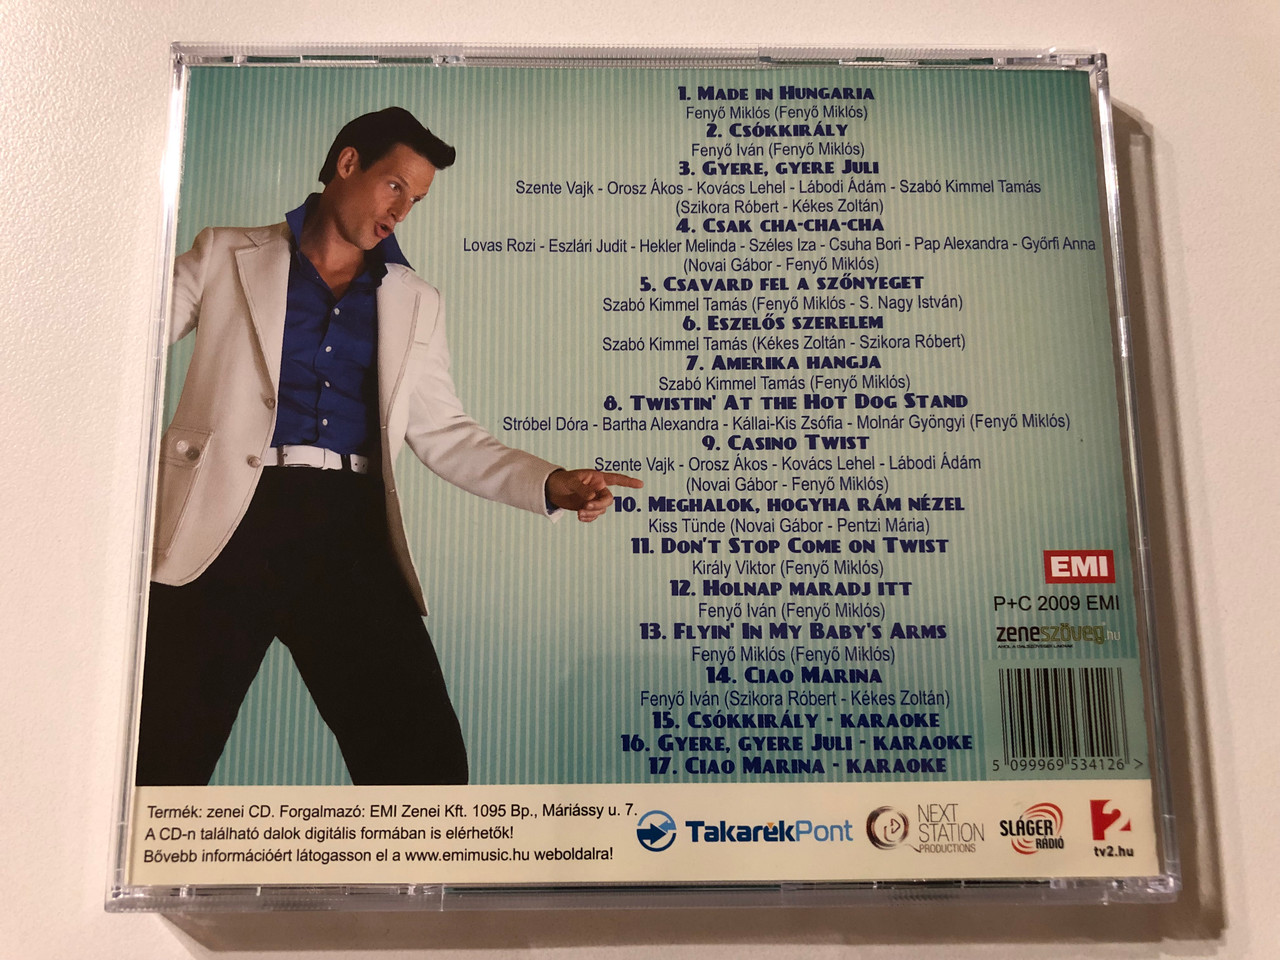 1. Made in Hungaria
Fenyő Miklós (Fenyő Miklós)
2. Csókkirály
Fenyő Iván (Fenyő Miklós)
3. Gyere, gyere Juli
Szente Vajk - Orosz Ákos - Kovács Lehel - Lábodi Ádám - Szabó Kimmel Tamás
(Szikora Róbert - Kékes Zoltán)
4. Csak cha-cha-cha
Lovas Rozi - Eszlári Judit - Hekler Melinda - Széles Iza - Csuha Bori - Pap Alexandra - Győrfi Anna
(Novai Gábor - Fenyő Miklós)
5. Csavard fel a szőnyeget
Szabó Kimmel Tamás (Fenyő Miklós - S. Nagy István)
6. Eszelős szerelem
Szabó Kimmel Tamás (Kékes Zoltán - Szikora Róbert)
7. Amerika hangja
Szabó Kimmel Tamás (Fenyő Miklós)
8. Twistin' At the Hot Dog Stand
Stróbel Dóra - Bartha Alexandra - Kállai-Kis Zsófia - Molnár Gyöngyi (Fenyő Miklós)
9. Casino Twist
Szente Vajk - Orosz Ákos - Kovács Lehel - Lábodi Ádám
(Novai Gábor - Fenyő Miklós)
10. Meghalok, hogyha rám nézel
Kiss Tünde (Novai Gábor - Pentzi Mária)
11. Don't Stop Come on Twist
Király Viktor (Fenyő Miklós)
12. Holnap maradj itt
Fenyő Iván (Fenyő Miklós)
13. Flyin' In My Baby's Arms
Fenyő Miklós (Fenyő Miklós)
14. Ciao Marina
Fenyő Iván (Szikora Róbert - Kékes Zoltán)
15. Csókkirály - karaoke
16. Gyere, gyere Juli - karaoke
17. Ciao Marina - karaoke
EMI
P+C 2009 EMI
zeneszöveg.hu
5 099969 534126 >
Termék: zenei CD. Forgalmazó: EMI Zenei Kft. 1095 Bp., Máriássy u. 7.
A CD-n található dalok digitális formában is elérhetők!
Bővebb információért látogasson el a www.emimusic.hu weboldalra!
TakarékPont
NEXT
STATION
PRODUCTIONS
SLÁGER
RÁDIÓ
2
tv2.hu